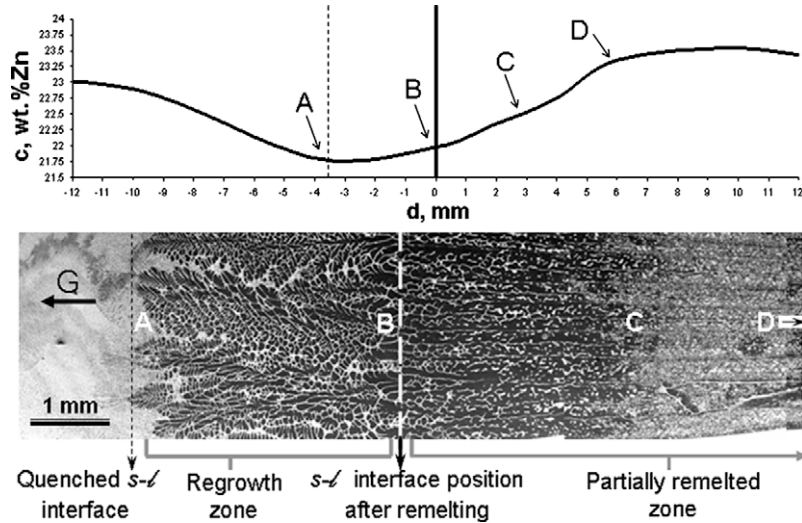 c, wt.%Zn
24
23.75
23.5
23.25
23
22.75
22.5
22.25
22
21.75
21.5
A
B
C
D
-12 -11 -10 -9 -8 -7 -6 -5 -4 -3 -2 -1 0 1 2 3 4 5 6 7 8 9 10 11 12
d, mm
G
A
B
C
D
1 mm
Quenched s-ℓ
interface
Regrowth
zone
s-ℓ interface position
after remelting
Partially remelted
zone